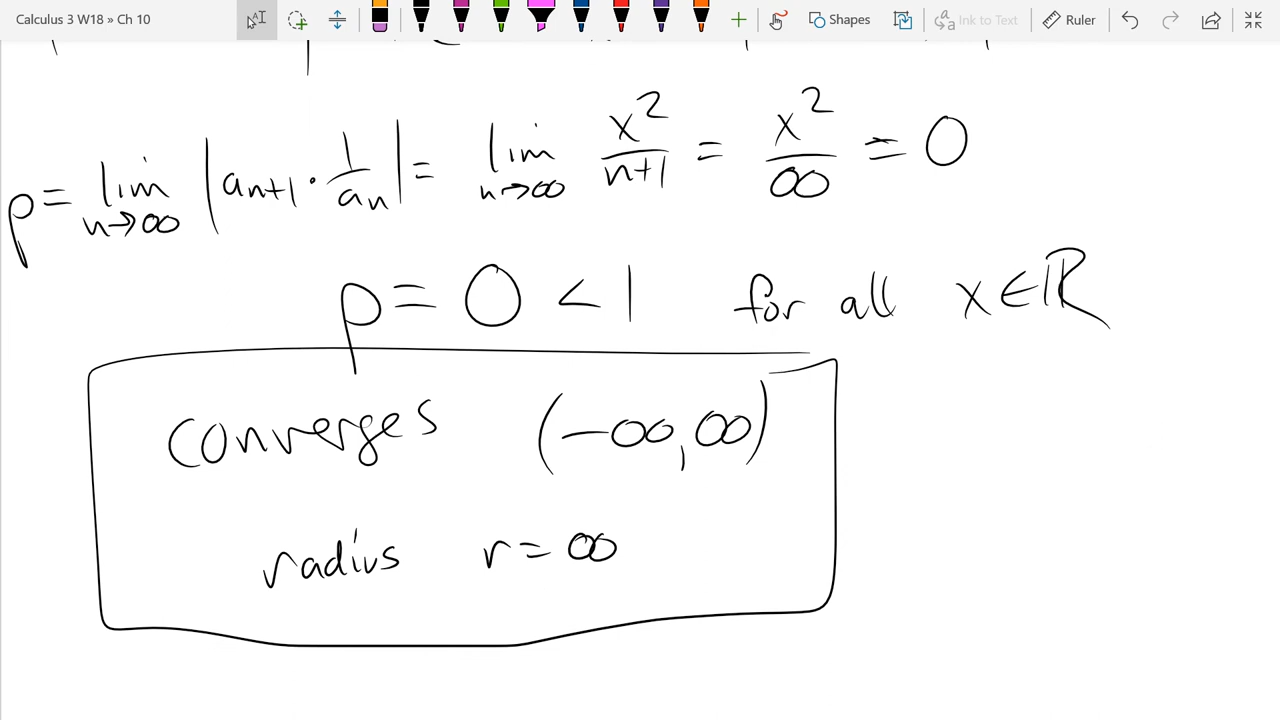 Calculus 3 W18 » Ch 10
Shapes
Ink to Text
Ruler
ρ = lim n→∞ |aₙ₊₁ · 1/aₙ| = lim n→∞ x²/n+1 = x²/∞ = 0
ρ = 0 < 1 for all x∈ℝ
converges (-∞,∞)
radius r = ∞